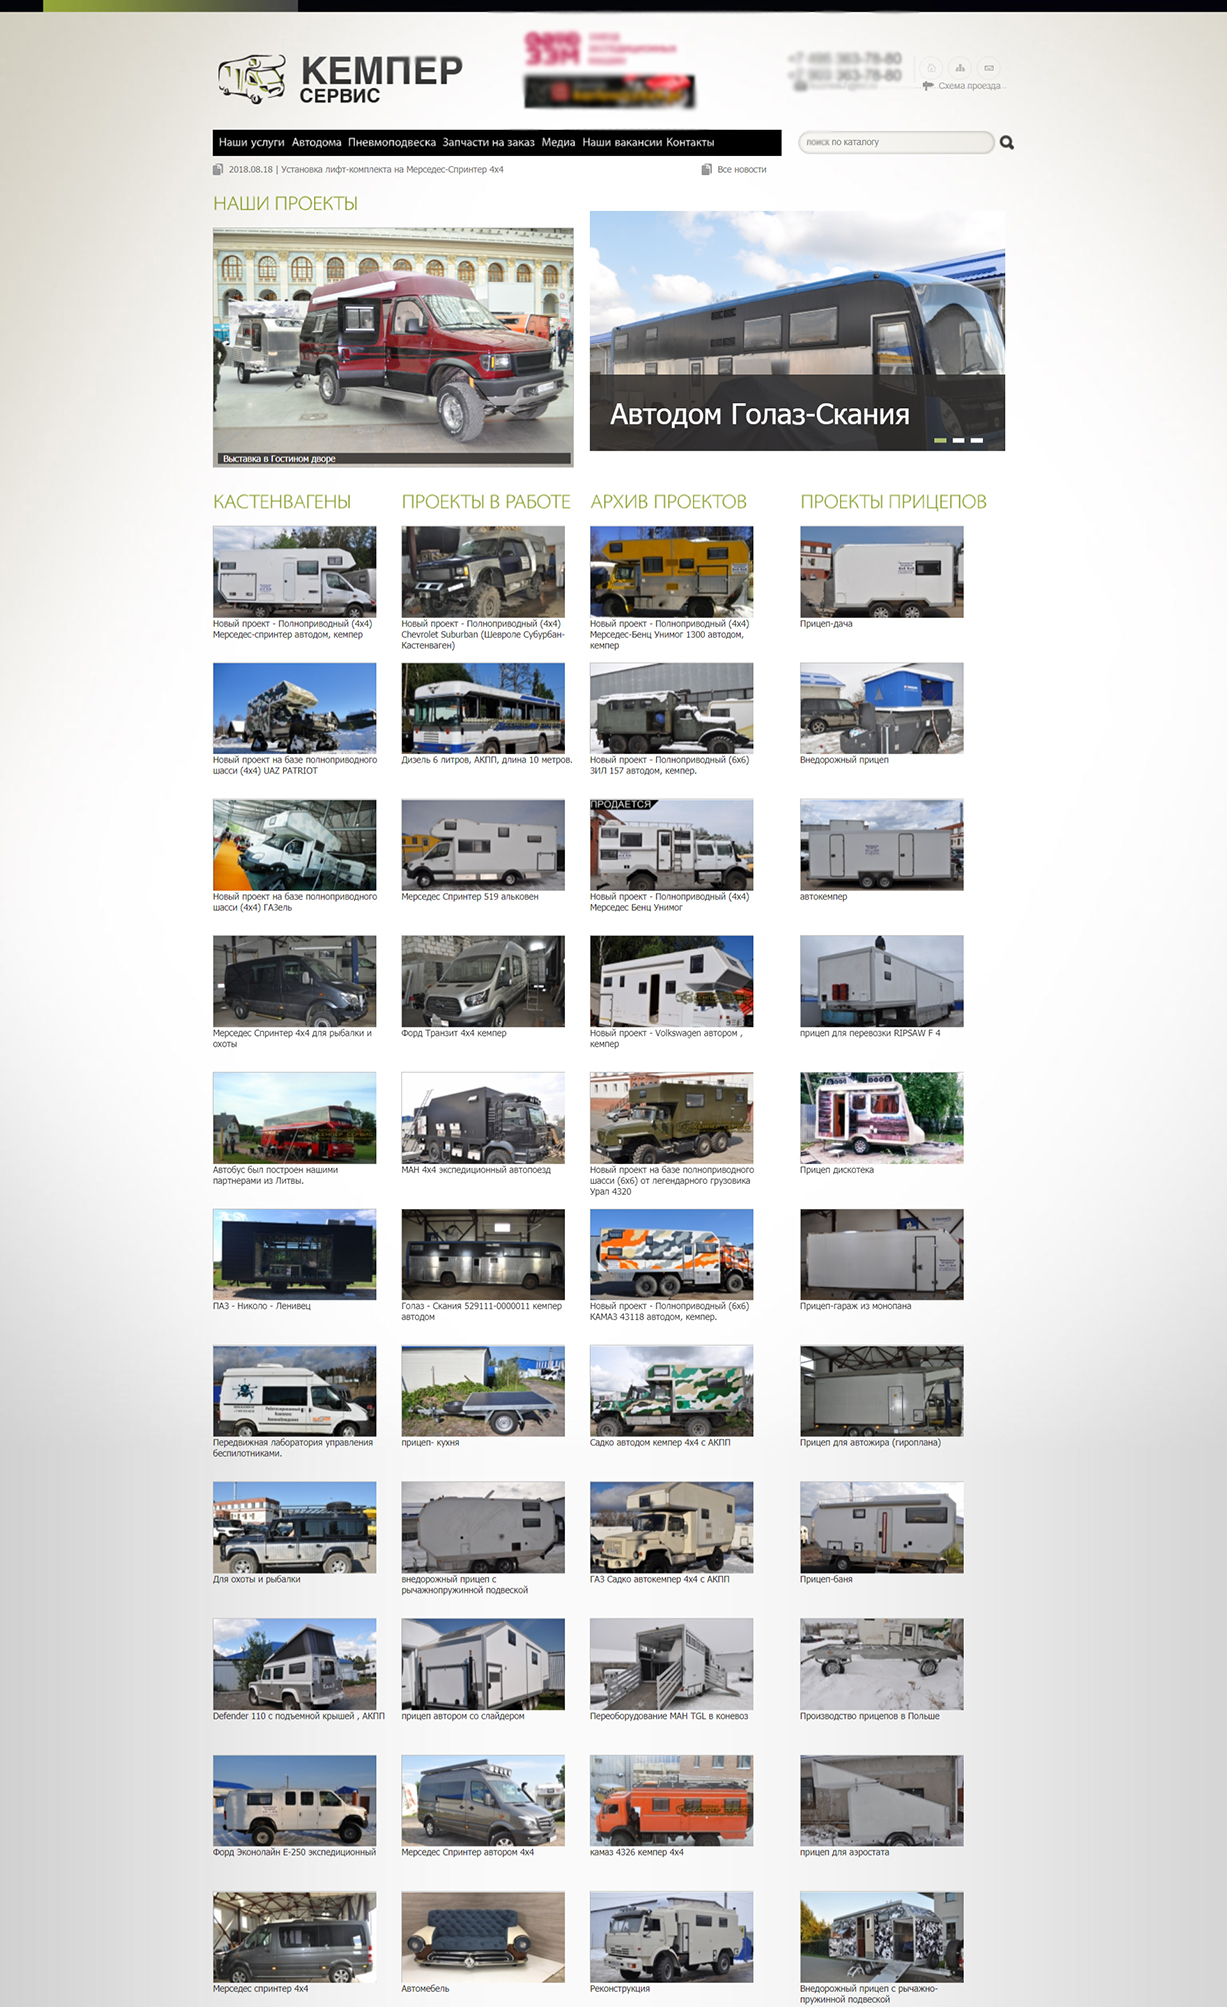 КЕМПЕР
СЕРВИС
Схема проезда
Наши услуги Автодома Пневмоподвеска Запчасти на заказ Медиа Наши вакансии Контакты
поиск по каталогу
2018.08.18 | Установка лифт-комплекта на Мерседес-Спринтер 4x4
Все новости
НАШИ ПРОЕКТЫ
Выставка в Гостином дворе
Автодом Голаз-Скания
КАСТЕНВАГЕНЫ
ПРОЕКТЫ В РАБОТЕ
АРХИВ ПРОЕКТОВ
ПРОЕКТЫ ПРИЦЕПОВ
Новый проект - Полноприводный (4x4)
Мерседес-спринтер автодом, кемпер
Новый проект - Полноприводный (4x4)
Chevrolet Suburban (Шевроле Субурбан-
Кастенваген)
Новый проект - Полноприводный (4x4)
Мерседес-Бенц Унимог 1300 автодом,
кемпер
Прицеп-дача
Новый проект на базе полноприводного
шасси (4x4) UAZ PATRIOT
Дизель 6 литров, АКПП, длина 10 метров.
Новый проект - Полноприводный (6x6)
ЗИЛ 157 автодом, кемпер.
Внедорожный прицеп
ПРОДАЕТСЯ
Новый проект на базе полноприводного
шасси (4x4) ГАЗель
Мерседес Спринтер 519 альковен
Новый проект - Полноприводный (4x4)
Мерседес Бенц Унимог
автокемпер
Мерседес Спринтер 4x4 для рыбалки и
охоты
Форд Транзит 4x4 кемпер
Новый проект - Volkswagen автором ,
кемпер
прицеп для перевозки RIPSAW F 4
Автобус был построен нашими
партнерами из Литвы.
МАН 4x4 экспедиционный автопоезд
Новый проект на базе полноприводного
шасси (6x6) от легендарного грузовика
Урал 4320
Прицеп дискотека
ПАЗ - Николо - Ленивец
Голаз - Скания 529111-0000011 кемпер
автодом
Новый проект - Полноприводный (6x6)
КАМАЗ 43118 автодом, кемпер.
Прицеп-гараж из монопана
Передвижная лаборатория управления
беспилотниками.
прицеп- кухня
Садко автодом кемпер 4x4 с АКПП
Прицеп для автожира (гироплана)
Для охоты и рыбалки
внедорожный прицеп с
рычажнопружинной подвеской
ГАЗ Садко автокемпер 4x4 с АКПП
Прицеп-баня
Defender 110 с подъемной крышей , АКПП
прицеп автором со слайдером
Переоборудование МАН TGL в коневоз
Производство прицепов в Польше
Форд Эконолайн Е-250 экспедиционный
Мерседес Спринтер автором 4x4
камаз 4326 кемпер 4x4
прицеп для аэростата
Мерседес спринтер 4x4
Автомебель
Реконструкция
Внедорожный прицеп с рычажно-
пружинной подвеской